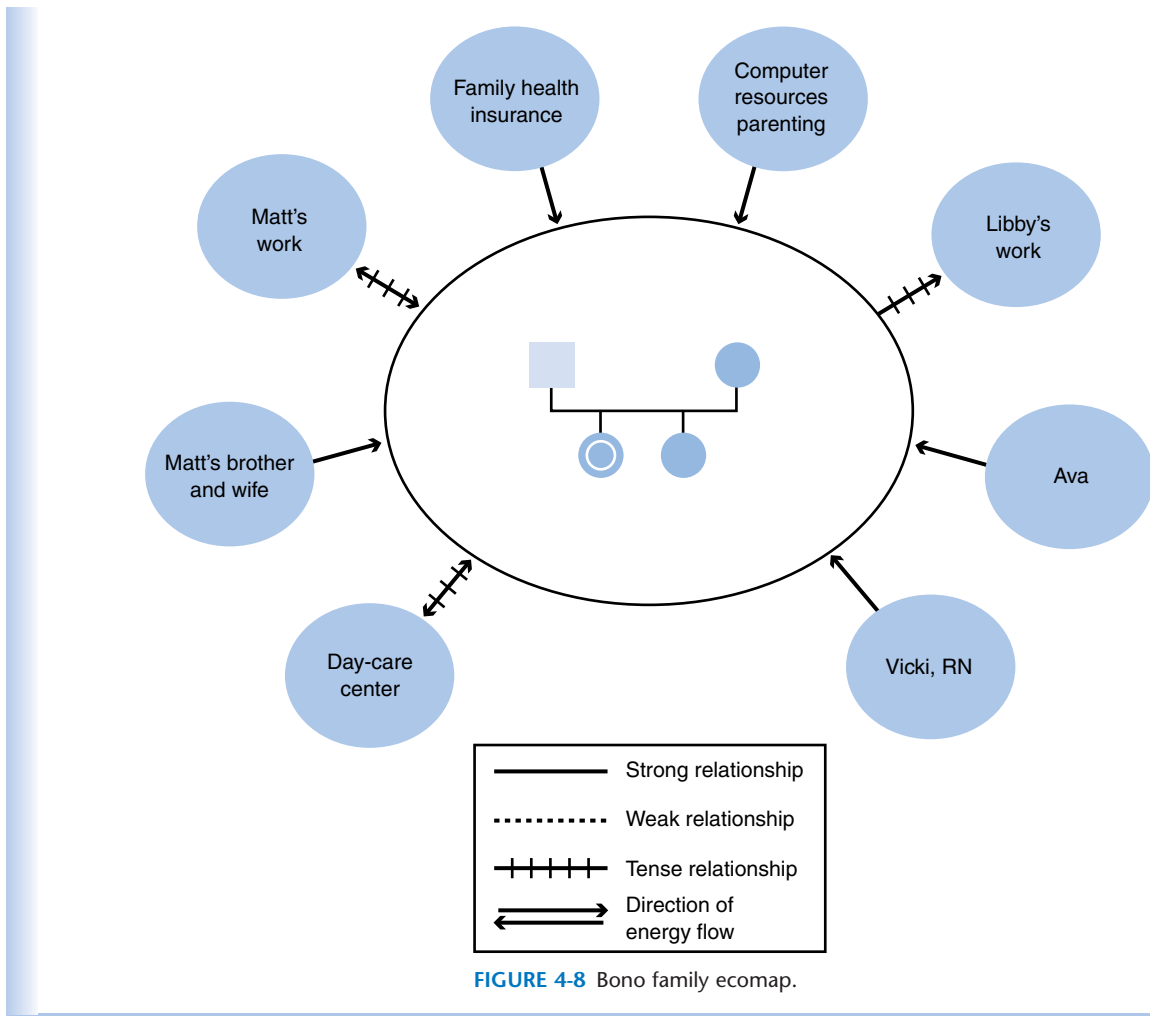 Family health
insurance
Computer
resources
parenting
Matt’s
work
Libby’s
work
Matt’s brother
and wife
Ava
Day-care
center
Vicki, RN
Strong relationship
Weak relationship
Tense relationship
Direction of
energy flow
FIGURE 4-8 Bono family ecomap.